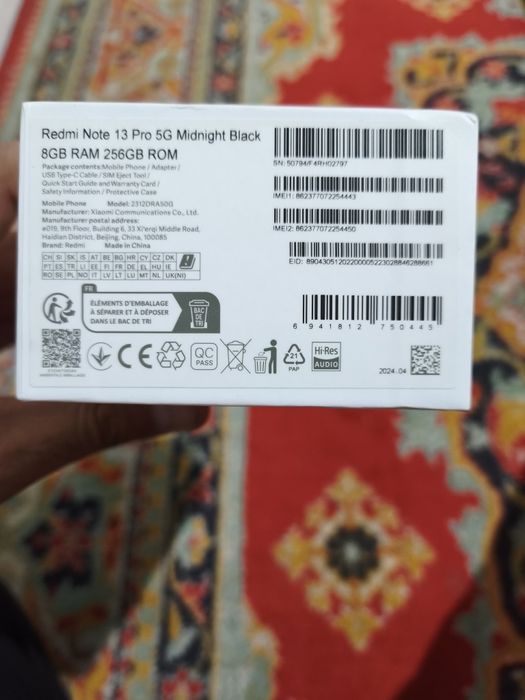 Redmi Note 13 Pro 5G Midnight Black
8GB RAM 256GB ROM
Package contents: Mobile Phone / Adapter /
USB Type-C Cable / SIM Eject Tool /
Quick Start Guide and Warranty Card /
Safety Information / Protective Case
Mobile Phone Model: 2312DRA50G
Manufacturer: Xiaomi Communications Co., Ltd.
Manufacturer postal address:
#019, 9th Floor, Building 6, 33 Xi'erqi Middle Road,
Haidian District, Beijing, China, 100085
Brand: Redmi Made in China
CH SI SK IS AT BE BG HR CY CZ DK
PT ES TR LI EE FI FR DE EL HU IE
RO SE PL NO IT LV LT LU MT NL UK(NI)
FR
ÉLÉMENTS D'EMBALLAGE
À SÉPARER ET À DÉPOSER
DANS LE BAC DE TRI
BAC
DE
TRI
CE
QC
PASS
21
PAP
Hi-Res
AUDIO
SN: 50794/F4RH02797
IMEI1: 862377072254443
IMEI2: 862377072254450
EID: 89043051202200005223028846288661
6 941812 750445
2024.04